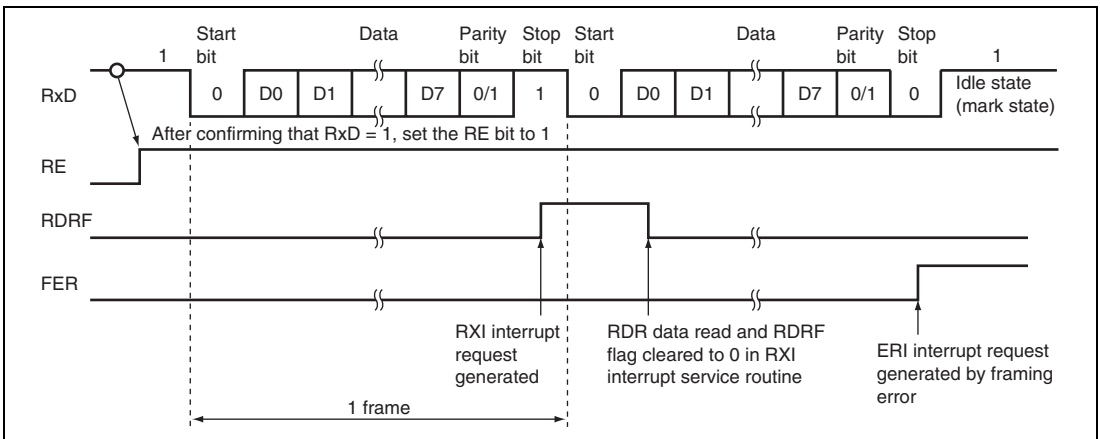 Start Data Parity Stop Start Data Parity Stop
1 bit bit bit bit bit bit 1
RxD 0 D0 D1 D7 0/1 1 0 D0 D1 D7 0/1 0 Idle state
(mark state)
After confirming that RxD = 1, set the RE bit to 1
RE
RDRF
FER
RXI interrupt
request
generated
RDR data read and RDRF
flag cleared to 0 in RXI
interrupt service routine
ERI interrupt request
generated by framing
error
1 frame